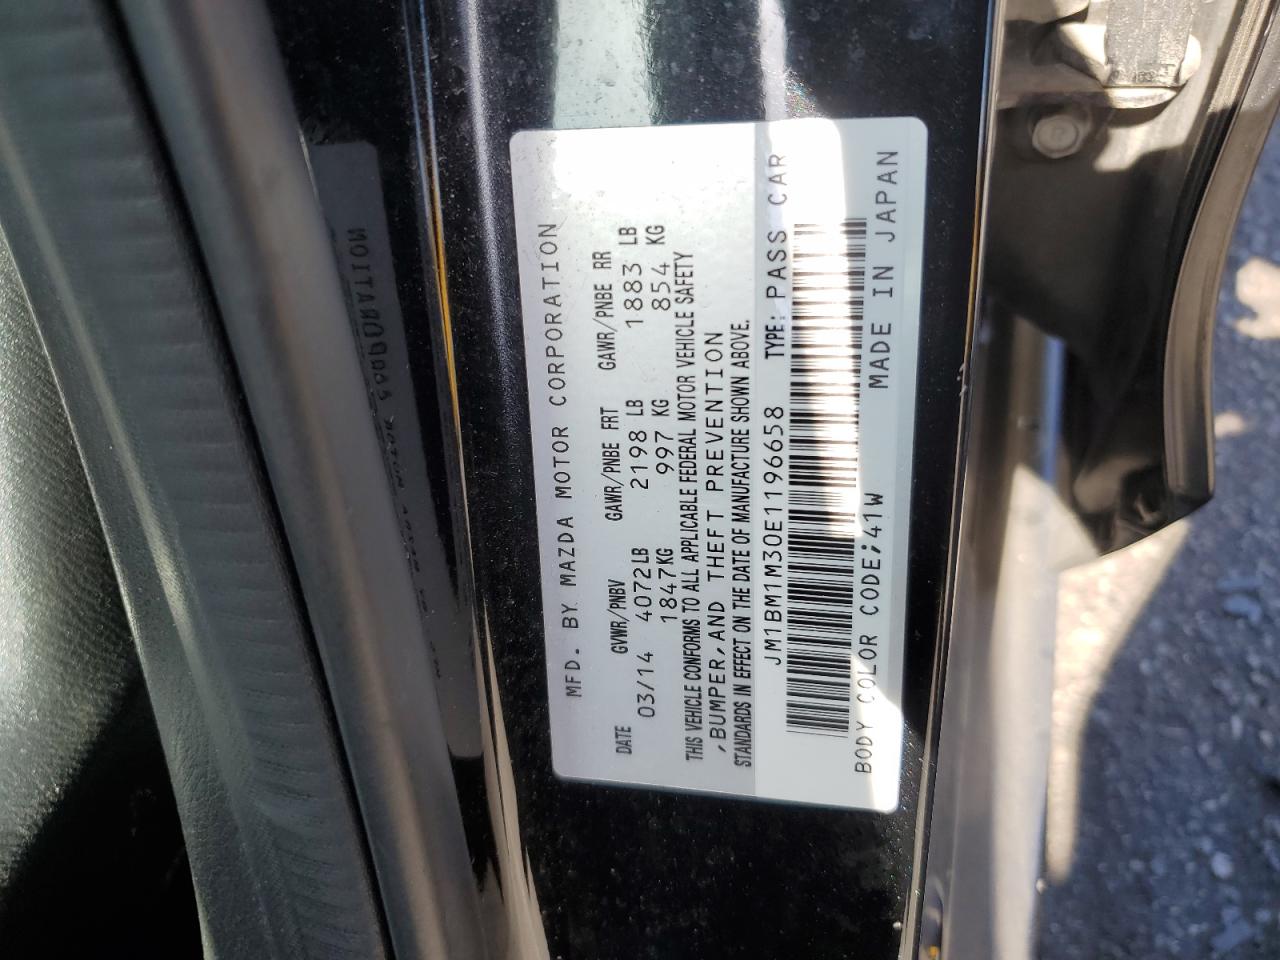 MFD. BY MAZDA MOTOR CORPORATION
DATE GVWR/PNBV GAWR/PNBE FRT GAWR/PNBE RR
03/14 4072LB 2198 LB 1883 LB
1847KG 997 KG 854 KG
THIS VEHICLE CONFORMS TO ALL APPLICABLE FEDERAL MOTOR VEHICLE SAFETY
,BUMPER,AND THEFT PREVENTION
STANDARDS IN EFFECT ON THE DATE OF MANUFACTURE SHOWN ABOVE.
JM1BM1M30E1196658 TYPE: PASS CAR
BODY COLOR CODE;41W MADE IN JAPAN